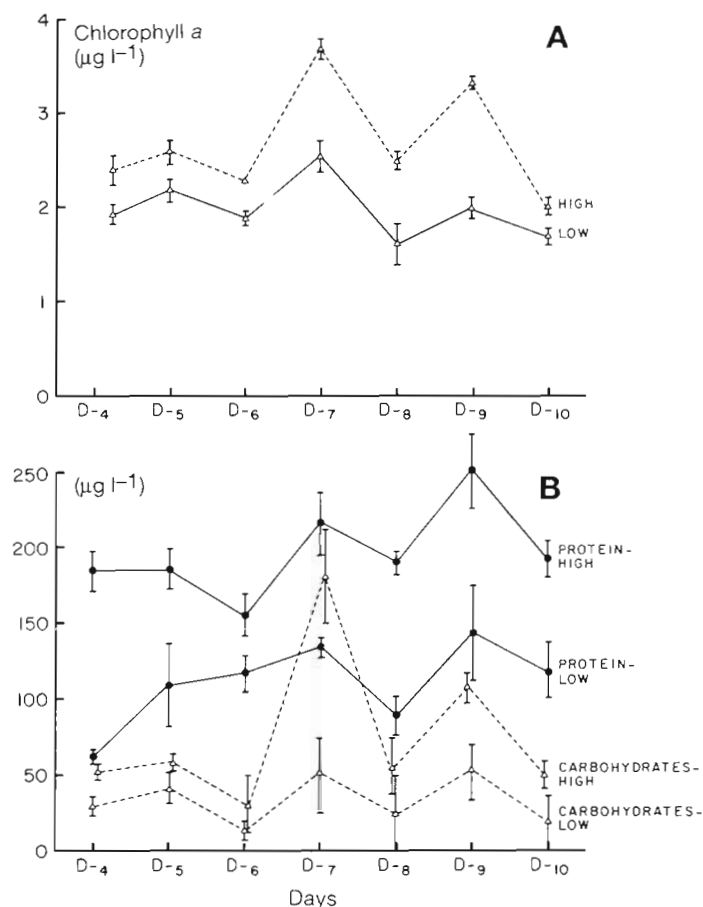 4
Chlorophyll a
(μg l⁻¹)
A
3
2
HIGH
LOW
1
0
D-4 D-5 D-6 D-7 D-8 D-9 D-10
250
(μg l⁻¹)
B
200
PROTEIN-
HIGH
150
PROTEIN-
LOW
100
50
CARBOHYDRATES-
HIGH
CARBOHYDRATES-
LOW
0
D-4 D-5 D-6 D-7 D-8 D-9 D-10
Days